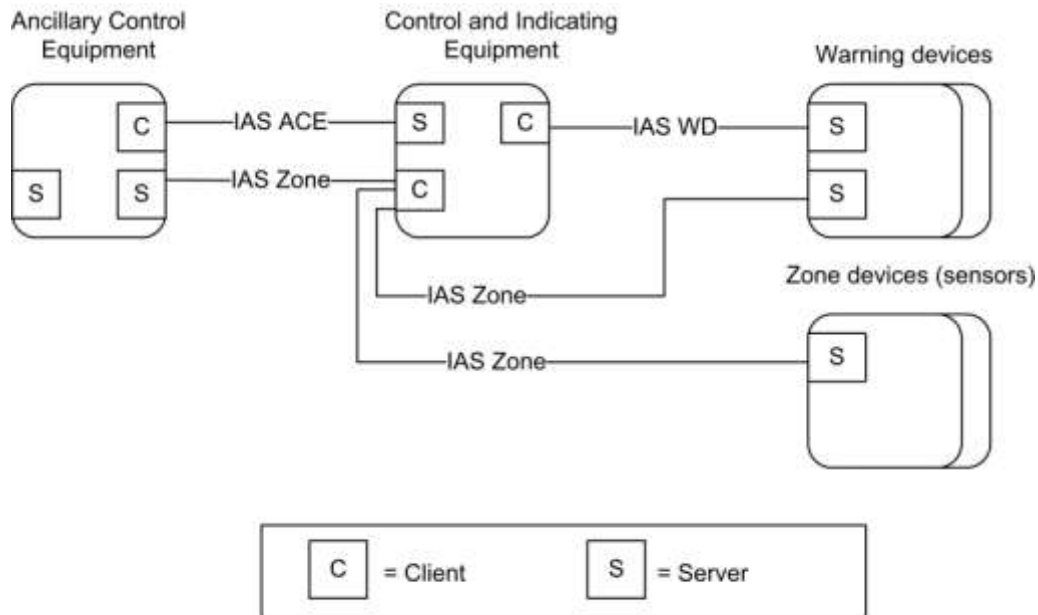 Ancillary Control
Equipment
Control and Indicating
Equipment
Warning devices
C
IAS ACE
S
C
IAS WD
S
S
S
IAS Zone
C
S
IAS Zone
Zone devices (sensors)
IAS Zone
S
C = Client
S = Server